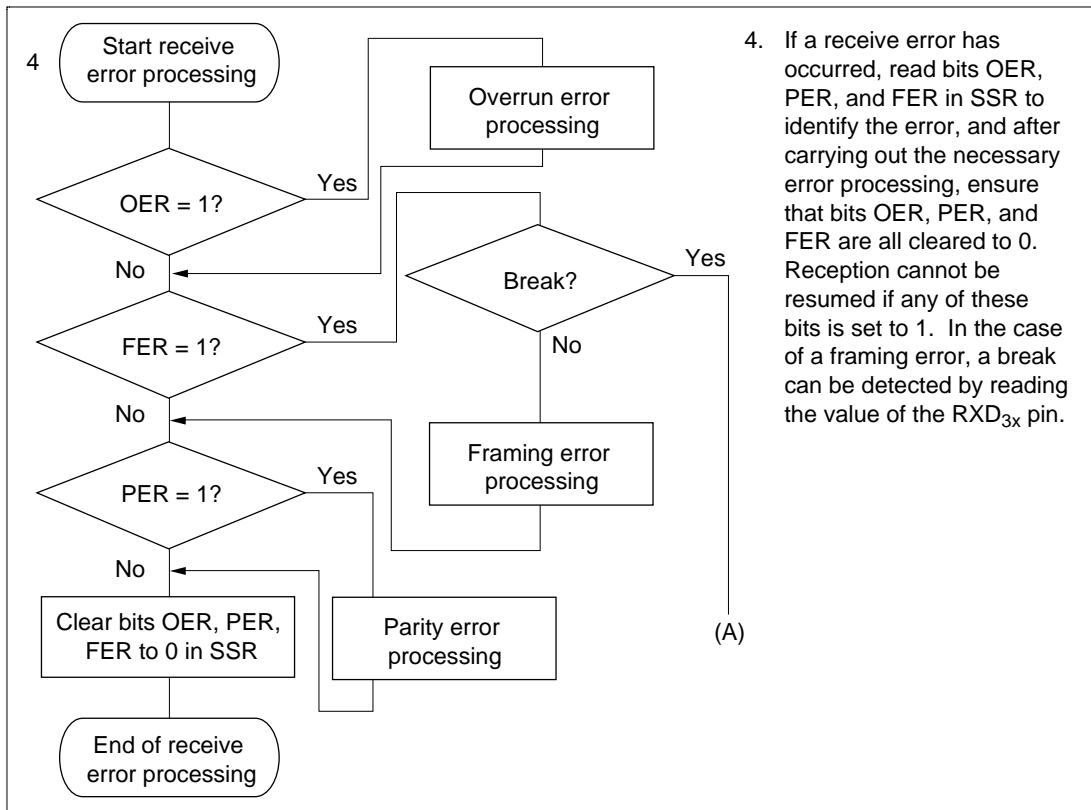 4
Start receive
error processing
OER = 1?
Yes
Overrun error
processing
No
FER = 1?
Yes
Break?
Yes
(A)
No
Framing error
processing
No
PER = 1?
Yes
Parity error
processing
No
Clear bits OER, PER,
FER to 0 in SSR
End of receive
error processing
4. If a receive error has
occurred, read bits OER,
PER, and FER in SSR to
identify the error, and after
carrying out the necessary
error processing, ensure
that bits OER, PER, and
FER are all cleared to 0.
Reception cannot be
resumed if any of these
bits is set to 1. In the case
of a framing error, a break
can be detected by reading
the value of the RXD3x pin.